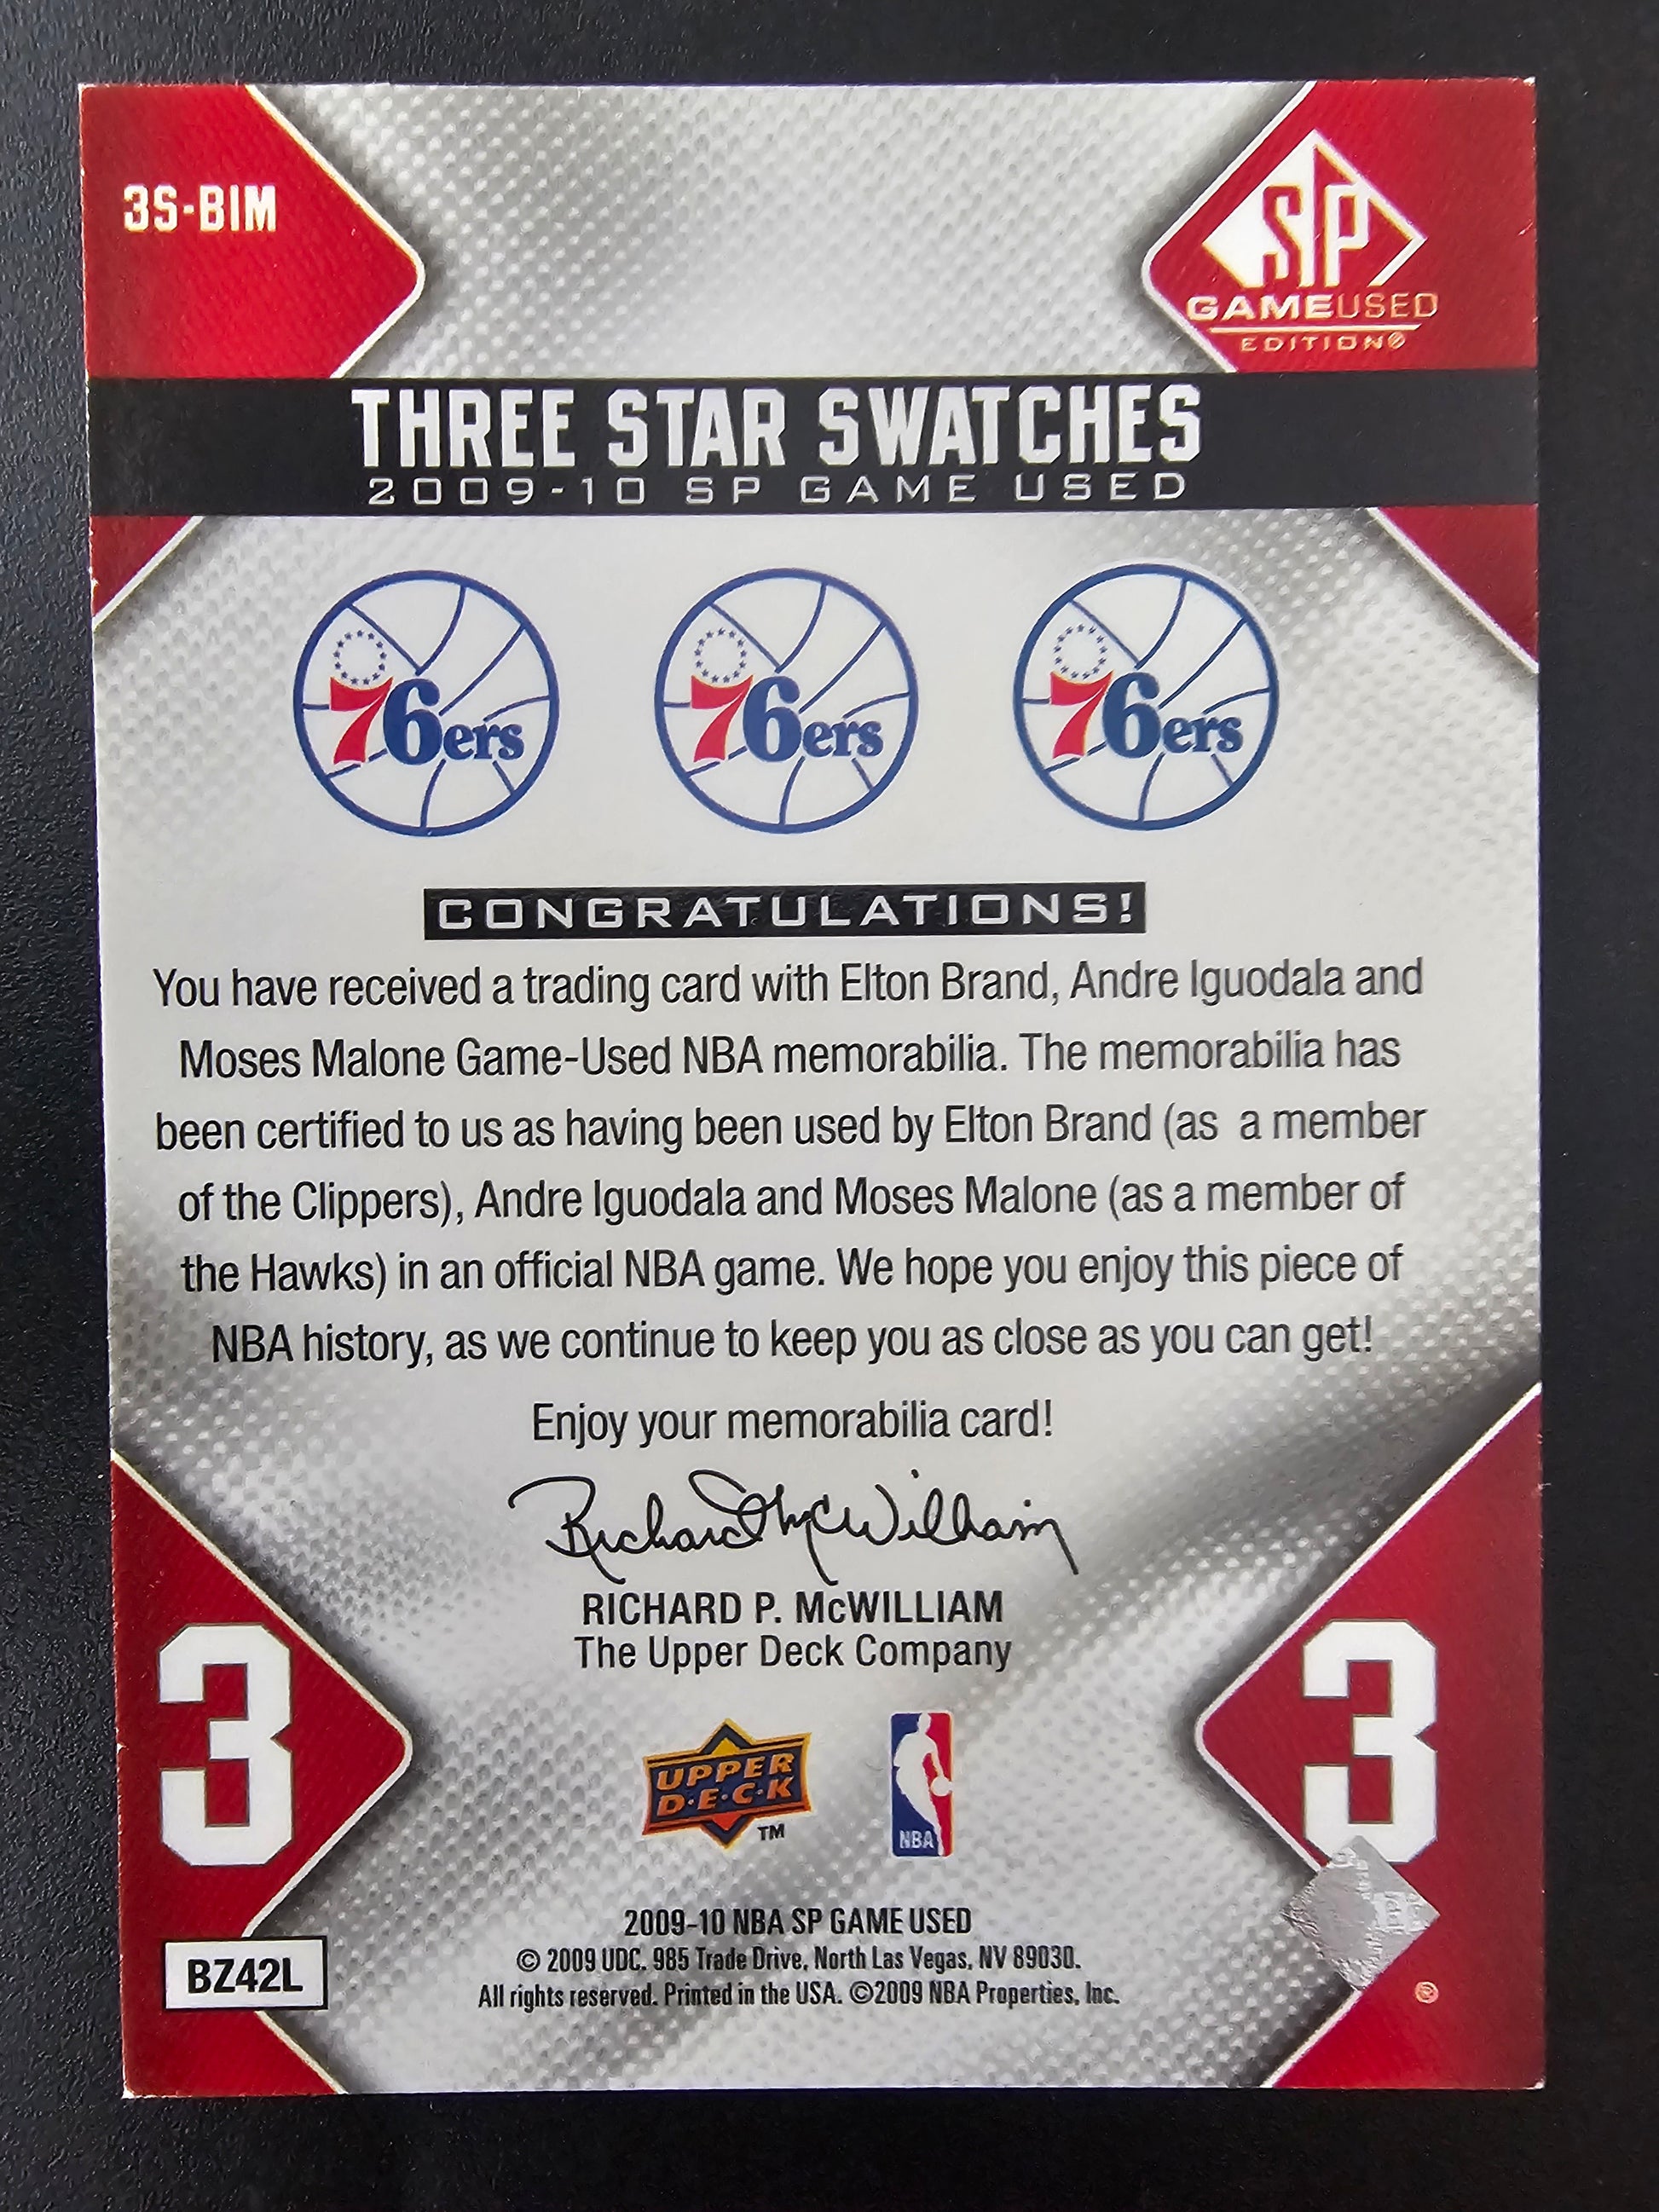 3S-BIM
SP
GAMEUSED
EDITION®
THREE STAR SWATCHES
2009-10 SP GAME USED
76ers
76ers
76ers
CONGRATULATIONS!
You have received a trading card with Elton Brand, Andre Iguodala and
Moses Malone Game-Used NBA memorabilia. The memorabilia has
been certified to us as having been used by Elton Brand (as a member
of the Clippers), Andre Iguodala and Moses Malone (as a member of
the Hawks) in an official NBA game. We hope you enjoy this piece of
NBA history, as we continue to keep you as close as you can get!
Enjoy your memorabilia card!
Richard McWilliam
RICHARD P. McWILLIAM
The Upper Deck Company
3
3
UPPER
D·E·C·K
TM
NBA
2009-10 NBA SP GAME USED
© 2009 UDC. 985 Trade Drive, North Las Vegas, NV 89030.
All rights reserved. Printed in the USA. ©2009 NBA Properties, Inc.
BZ42L
®